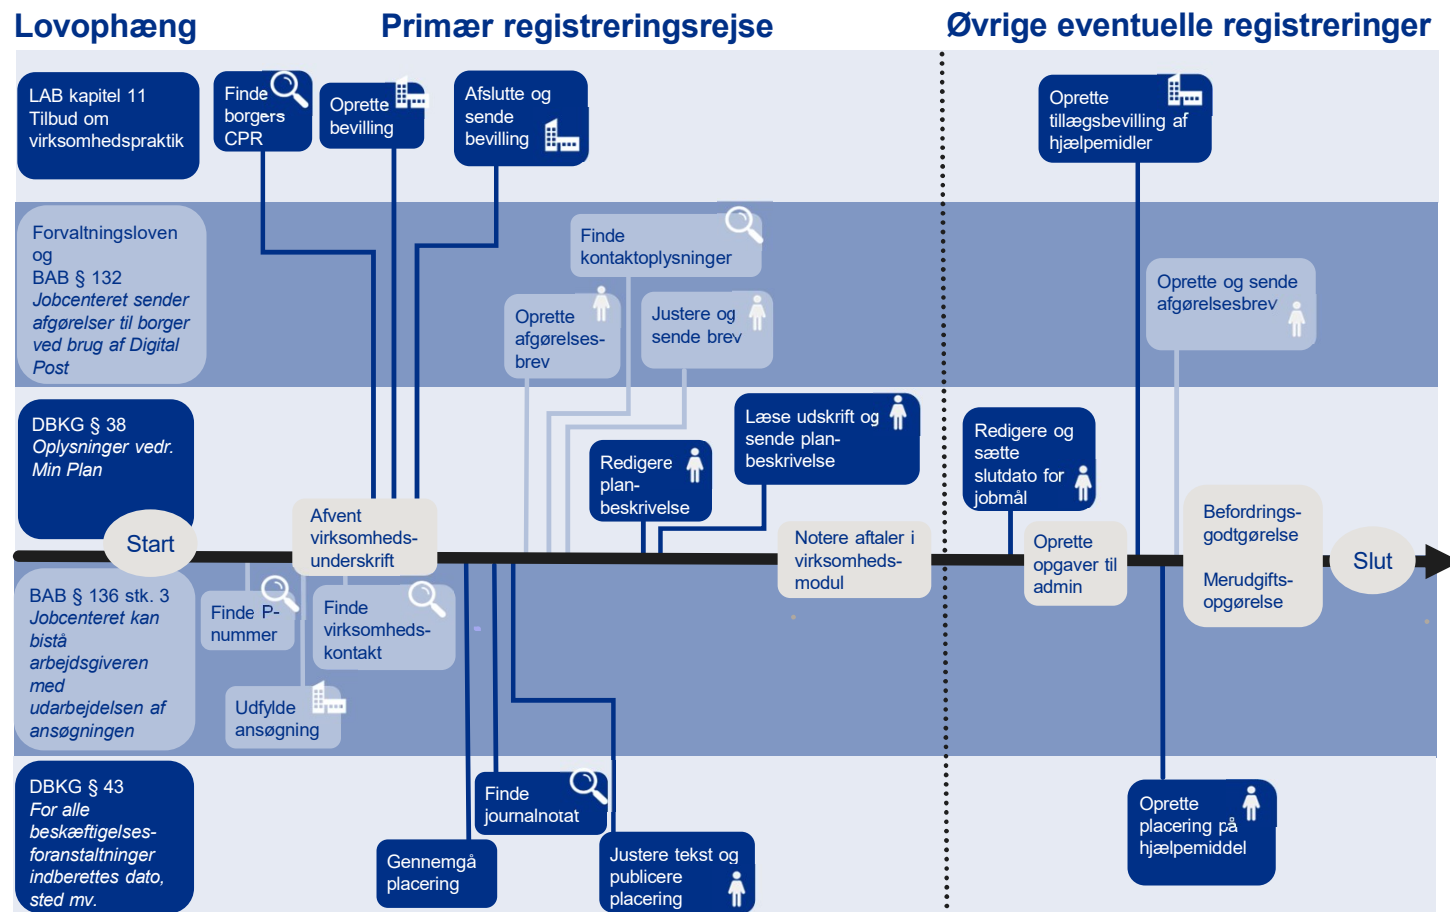 Lovophæng
Primær registreringsrejse
Øvrige eventuelle registreringer
LAB kapitel 11
Tilbud om
virksomhedspraktik
Finde
borgers
CPR
Oprette
bevilling
Afslutte og
sende
bevilling
Oprette
tillægsbevilling af
hjælpemidler
Forvaltningsloven
og
BAB § 132
Jobcenteret sender
afgørelser til borger
ved brug af Digital
Post
Oprette
afgørelses-
brev
Finde
kontaktoplysninger
Justere og
sende brev
Oprette og sende
afgørelsesbrev
DBKG § 38
Oplysninger vedr.
Min Plan
Redigere
plan-
beskrivelse
Læse udskrift og
sende plan-
beskrivelse
Redigere og
sætte
slutdato for
jobmål
Start
Afvent
virksomheds-
underskrift
Notere aftaler i
virksomheds-
modul
Oprette
opgaver til
admin
Befordrings-
godtgørelse
Merudgifts-
opgørelse
Slut
BAB § 136 stk. 3
Jobcenteret kan
bistå
arbejdsgiveren
med
udarbejdelsen af
ansøgningen
Finde P-
nummer
Udfylde
ansøgning
Finde
virksomheds-
kontakt
DBKG § 43
For alle
beskæftigelses-
foranstaltninger
indberettes dato,
sted mv.
Gennemgå
placering
Finde
journalnotat
Justere tekst og
publicere
placering
Oprette
placering på
hjælpemiddel